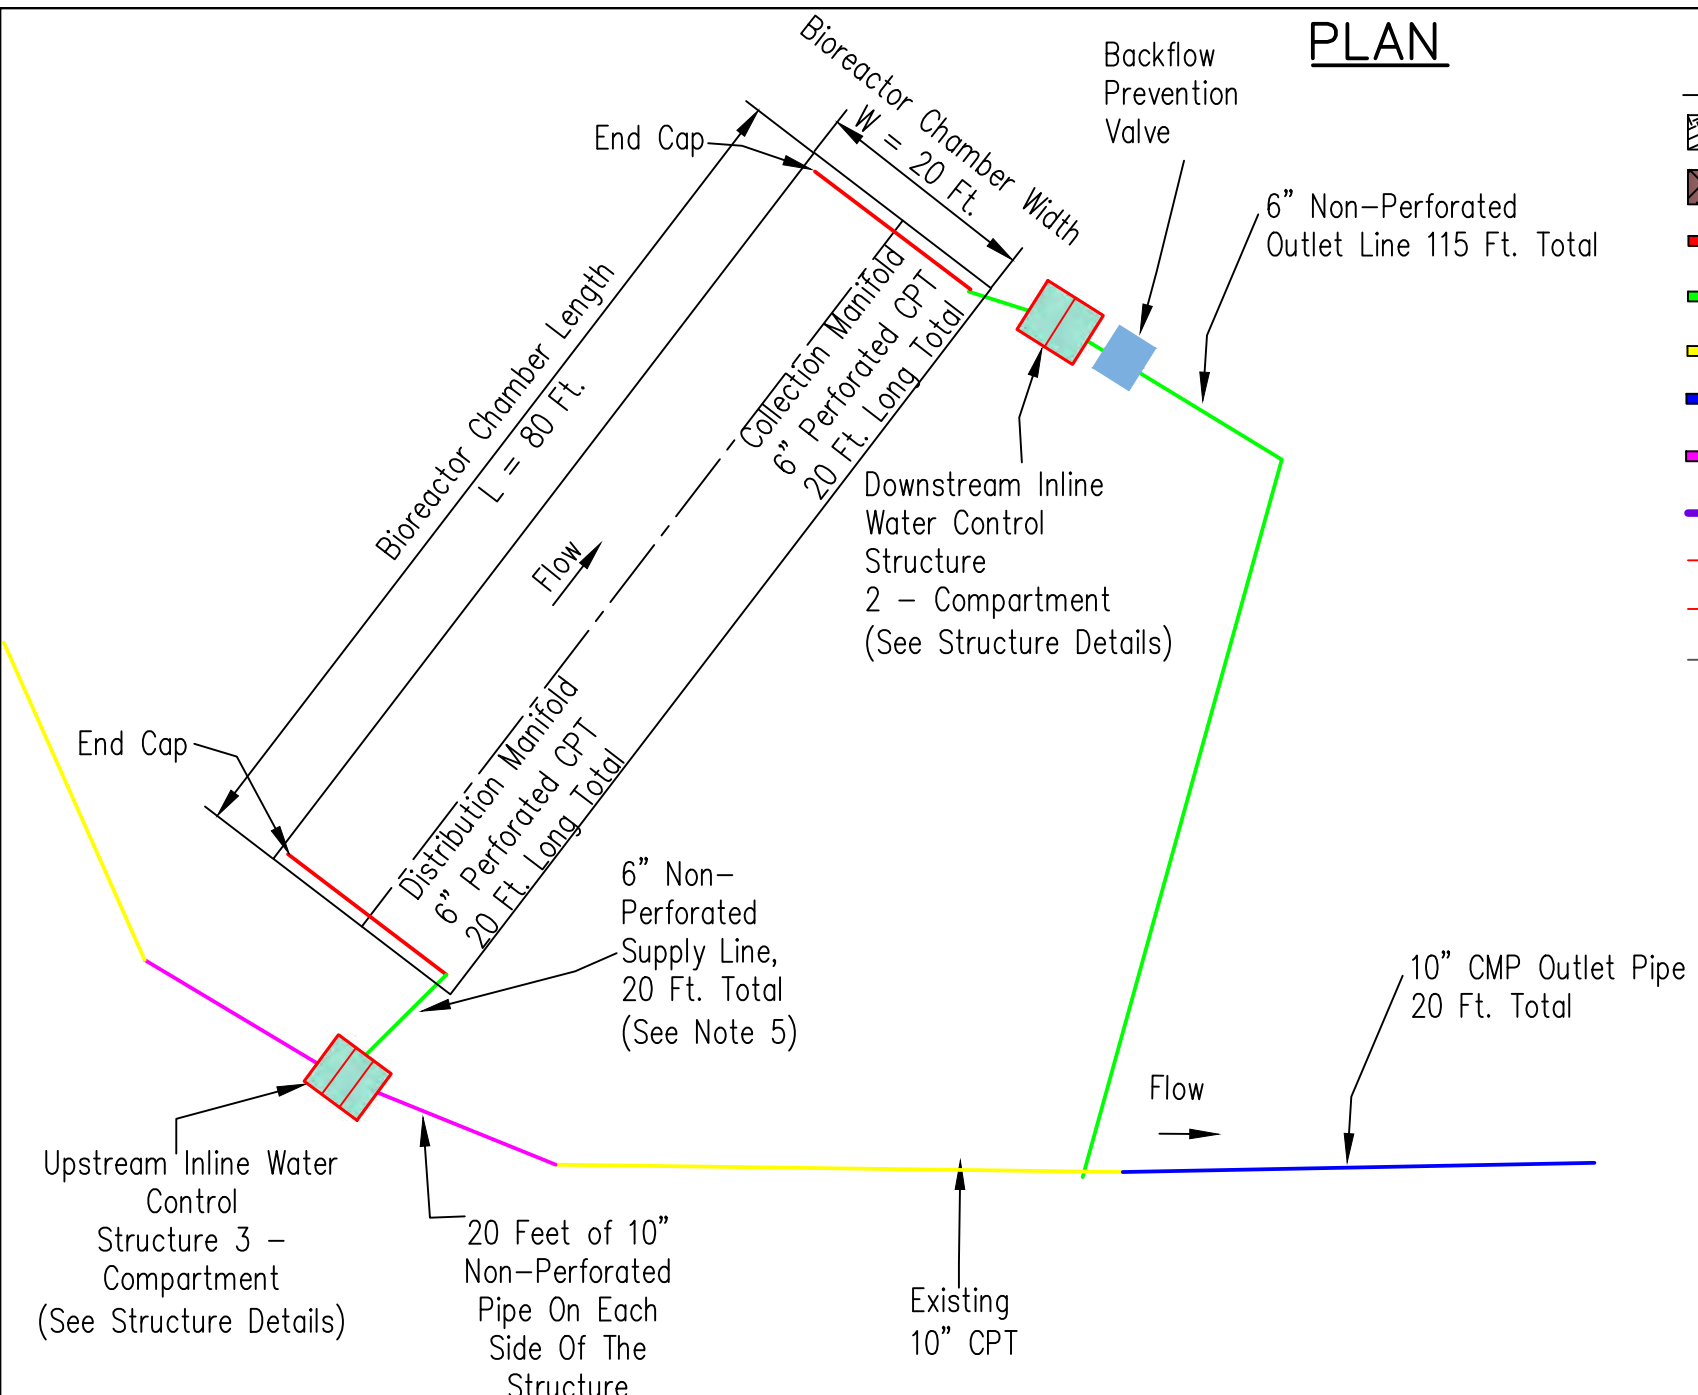 PLAN
Bioreactor Chamber Width
W = 20 Ft.
Backflow
Prevention
Valve
End Cap
6" Non-Perforated
Outlet Line 115 Ft. Total
Bioreactor Chamber Length
L = 80 Ft.
Collection Manifold
6" Perforated CPT
20 Ft. Long Total
Flow
Downstream Inline
Water Control
Structure
2 - Compartment
(See Structure Details)
End Cap
Distribution Manifold
6" Perforated CPT
20 Ft. Long Total
6" Non-
Perforated
Supply Line,
20 Ft. Total
(See Note 5)
10" CMP Outlet Pipe
20 Ft. Total
Flow
Upstream Inline Water
Control
Structure 3 -
Compartment
(See Structure Details)
20 Feet of 10"
Non-Perforated
Pipe On Each
Side Of The
Structure
Existing
10" CPT